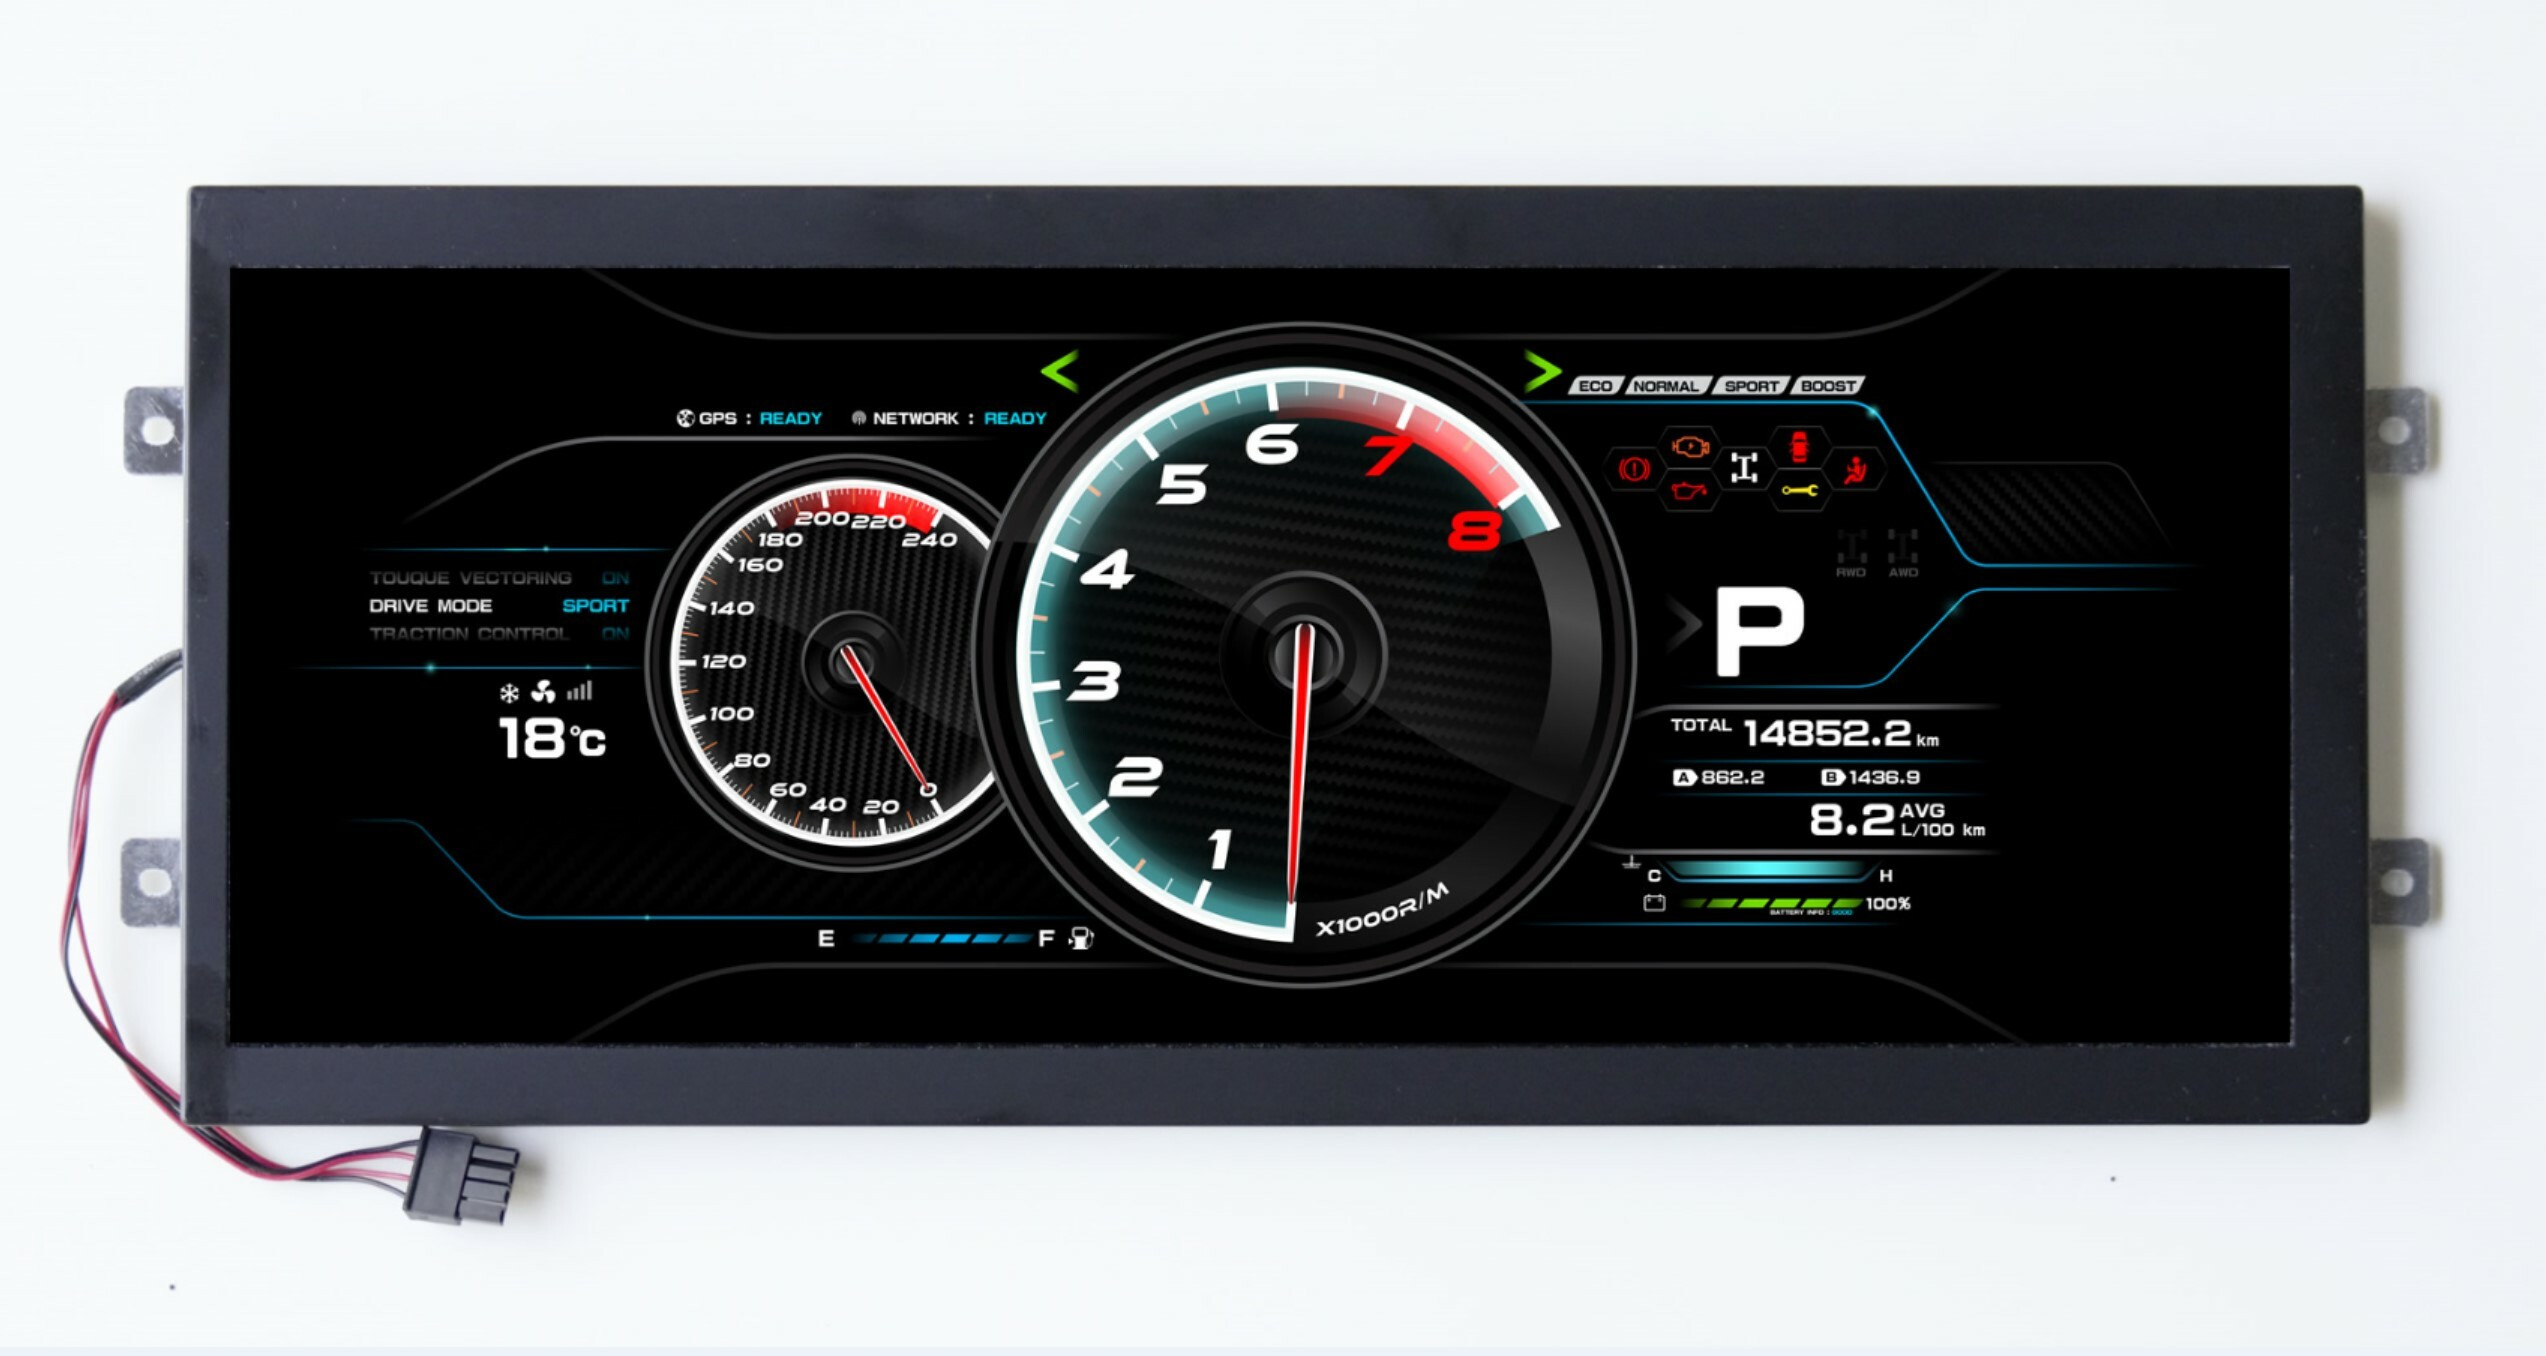 ECO NORMAL SPORT BOOST
GPS : READY NETWORK : READY
TOUQUE VECTORING ON
DRIVE MODE SPORT
TRACTION CONTROL ON
18°C
0
20
40
60
80
100
120
140
160
180
200
220
240
1
2
3
4
5
6
7
8
X1000R/M
E F
RWD AWD
P
TOTAL 14852.2 km
A 862.2 B 1436.9
8.2 AVG
L/100 km
C H
100%
BATTERY INFO : GOOD